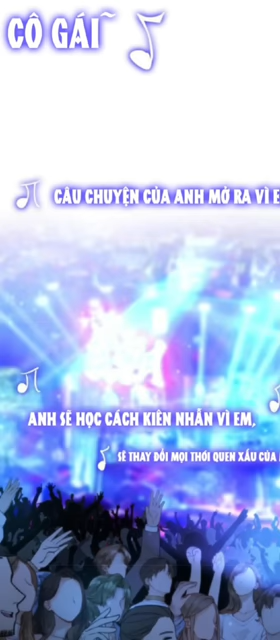 CÔ GÁI~
CÂU CHUYỆN CỦA ANH MỞ RA VÌ E
ANH SẼ HỌC CÁCH KIÊN NHẪN VÌ EM,
SẼ THAY ĐỔI MỌI THÓI QUEN XẤU CỦA